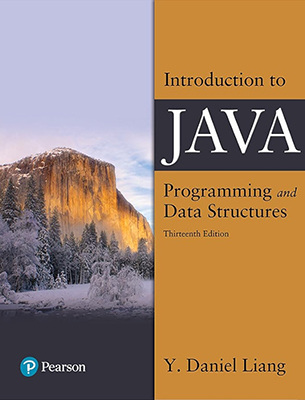 Introduction to
JAVA
Programming and
Data Structures
Thirteenth Edition
P Pearson
Y. Daniel Liang